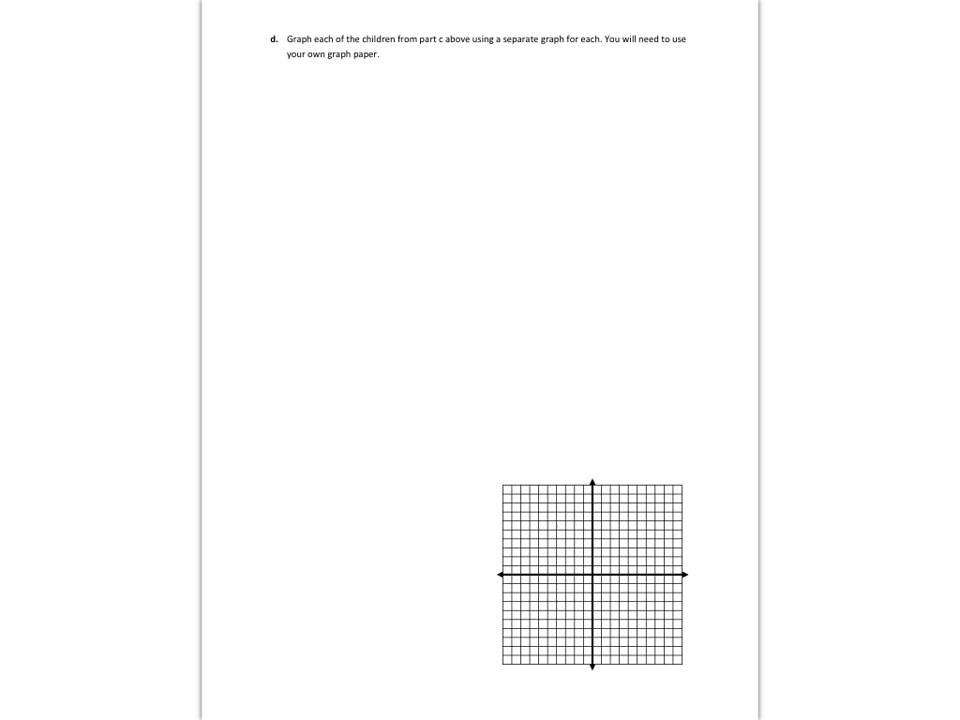 d. Graph each of the children from part c above using a separate graph for each. You will need to use
your own graph paper.